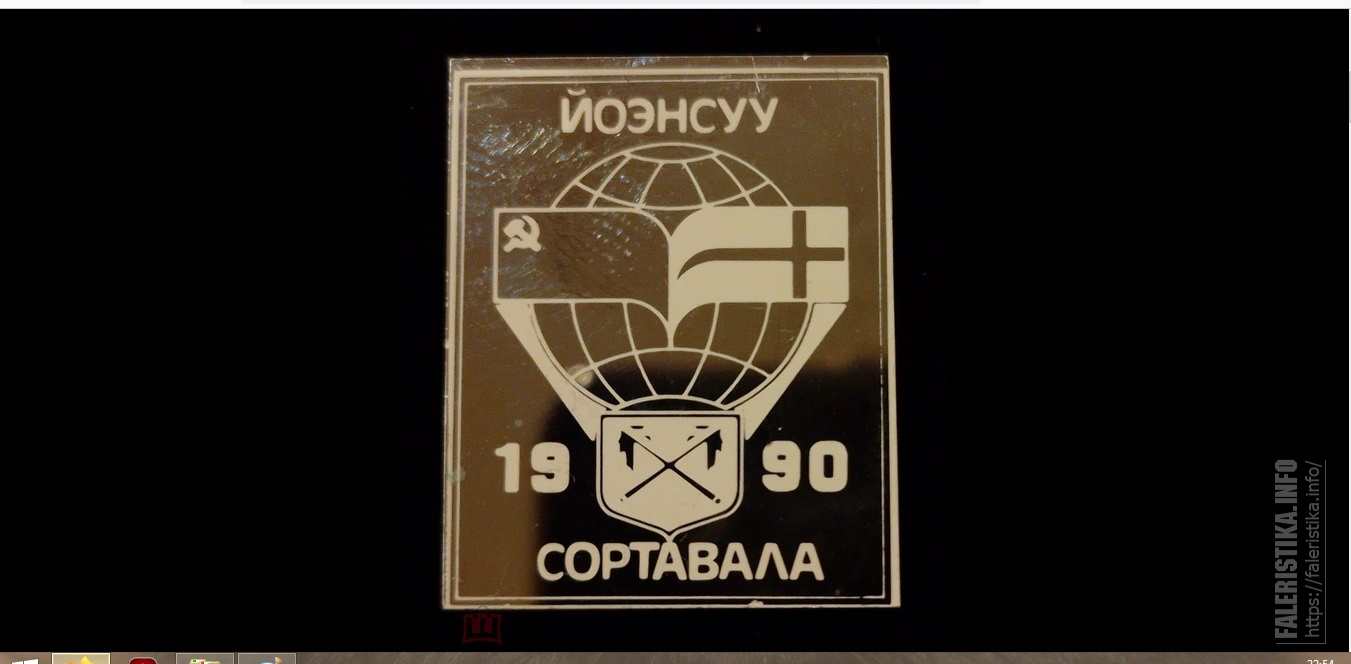 ЙОЭНСУУ
19 90
СОРТАВАЛА
FALERISTIKA.INFO
https://faleristika.info/